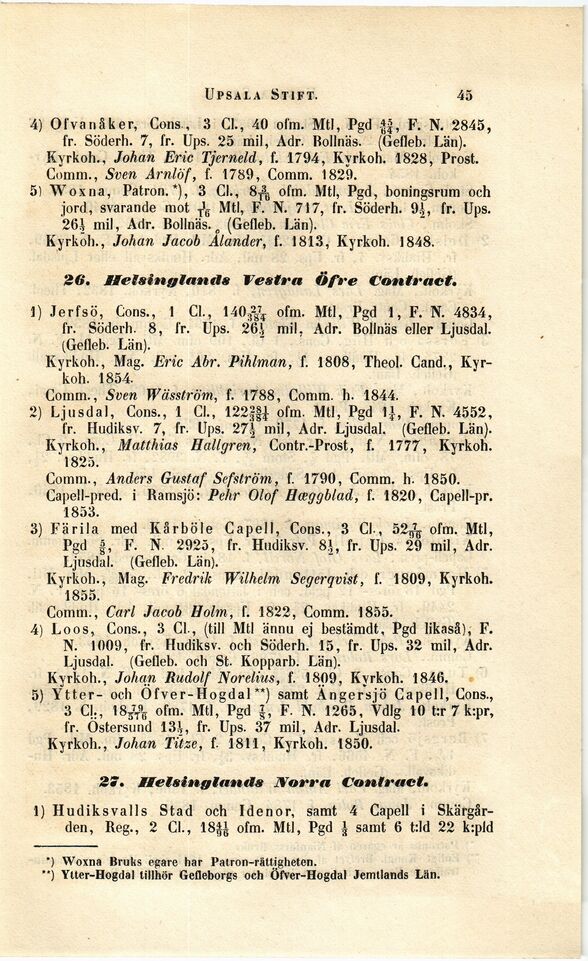 UPSALA STIFT. 45
4) Ofvanåker, Cons., 3 Cl., 40 ofm. Mtl, Pgd 45/64, F. N. 2845,
fr. Söderh. 7, fr. Ups. 25 mil, Adr. Bollnäs. (Gefleb. Län).
Kyrkoh., Johan Eric Tjerneld, f. 1794, Kyrkoh. 1828, Prost.
Comm., Sven Arnlöf, f. 1789, Comm. 1829.
5) Woxna, Patron.*), 3 Cl., 8 3/16 ofm. Mtl, Pgd, boningsrum och
jord, svarande mot 1/16 Mtl, F. N. 717, fr. Söderh. 9½, fr. Ups.
26½ mil, Adr. Bollnäs. (Gefleb. Län).
Kyrkoh., Johan Jacob Ålander, f. 1813, Kyrkoh. 1848.
26. Helsinglands Vestra Öfre Contract.
1) Jerfsö, Cons., 1 Cl., 140 27/384 ofm. Mtl, Pgd 1, F. N. 4834,
fr. Söderh. 8, fr. Ups. 26½ mil, Adr. Bollnäs eller Ljusdal.
(Gefleb. Län).
Kyrkoh., Mag. Eric Abr. Pihlman, f. 1808, Theol. Cand., Kyr-
koh. 1854.
Comm., Sven Wäsström, f. 1788, Comm. h. 1844.
2) Ljusdal, Cons., 1 Cl., 122 281/384 ofm. Mtl, Pgd 1¼, F. N. 4552,
fr. Hudiksv. 7, fr. Ups. 27½ mil, Adr. Ljusdal. (Gefleb. Län).
Kyrkoh., Matthias Hallgren, Contr.-Prost, f. 1777, Kyrkoh.
1825.
Comm., Anders Gustaf Sefström, f. 1790, Comm. h. 1850.
Capell-pred. i Ramsjö: Pehr Olof Hæggblad, f. 1820, Capell-pr.
1853.
3) Färila med Kårböle Capell, Cons., 3 Cl., 52 7/96 ofm. Mtl,
Pgd ⅝, F. N. 2925, fr. Hudiksv. 8½, fr. Ups. 29 mil, Adr.
Ljusdal. (Gefleb. Län).
Kyrkoh., Mag. Fredrik Wilhelm Segerqvist, f. 1809, Kyrkoh.
1855.
Comm., Carl Jacob Holm, f. 1822, Comm. 1855.
4) Loos, Cons., 3 Cl., (till Mtl ännu ej bestämdt, Pgd likaså), F.
N. 1009, fr. Hudiksv. och Söderh. 15, fr. Ups. 32 mil, Adr.
Ljusdal. (Gefleb. och St. Kopparb. Län).
Kyrkoh., Johan Rudolf Norelius, f. 1809, Kyrkoh. 1846.
5) Ytter- och Öfver-Hogdal**) samt Ängersjö Capell, Cons.,
3 Cl., 18 79/576 ofm. Mtl, Pgd ⅞, F. N. 1265, Vdlg 10 t:r 7 k:pr,
fr. Östersund 13½, fr. Ups. 37 mil, Adr. Ljusdal.
Kyrkoh., Johan Titze, f. 1811, Kyrkoh. 1850.
27. Helsinglands Norra Contract.
1) Hudiksvalls Stad och Idenor, samt 4 Capell i Skärgår-
den, Reg., 2 Cl., ofm. Mtl, Pgd samt 6 t:ld 22 k:pld
*) Woxna Bruks egare har Patron-rättigheten.
**) Ytter-Hogdal tillhör Gefleborgs och Öfver-Hogdal Jemtlands Län.